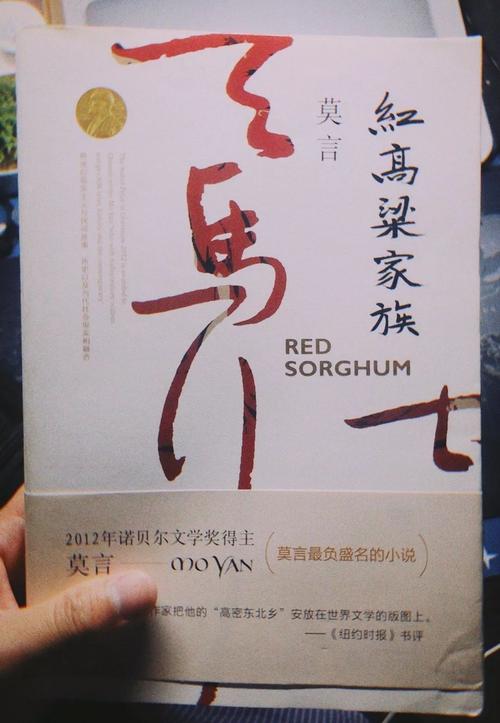 紅高粱家族
莫言
天馬行
RED
SORGHUM
2012年诺贝尔文学奖得主
莫言 —— MO YAN
（莫言最负盛名的小说）
作家把他的“高密东北乡”安放在世界文学的版图上。
——《纽约时报》书评